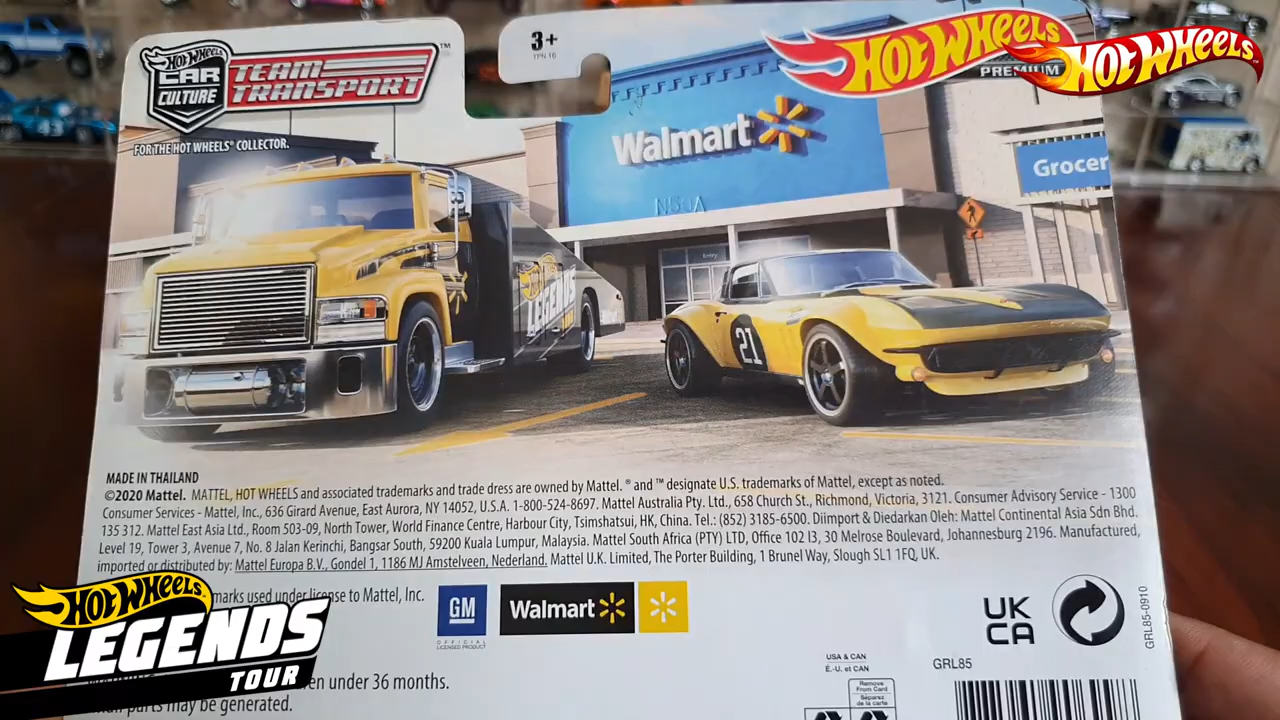 HOT WHEELS
CAR
CULTURE
TEAM
TRANSPORT™
FOR THE HOT WHEELS® COLLECTOR.
3+
HOT WHEELS
PREMIUM
HOT WHEELS
Walmart
Grocer
Entry
LEGENDS
21
MADE IN THAILAND
©2020 Mattel. MATTEL, HOT WHEELS and associated trademarks and trade dress are owned by Mattel. ® and ™ designate U.S. trademarks of Mattel, except as noted.
Consumer Services - Mattel, Inc., 636 Girard Avenue, East Aurora, NY 14052, U.S.A. 1-800-524-8697. Mattel Australia Pty. Ltd., 658 Church St., Richmond, Victoria, 3121. Consumer Advisory Service - 1300
135 312. Mattel East Asia Ltd., Room 503-09, North Tower, World Finance Centre, Harbour City, Tsimshatsui, HK, China. Tel.: (852) 3185-6500. Diimport & Diedarkan Oleh: Mattel Continental Asia Sdn Bhd.
Level 19, Tower 3, Avenue 7, No. 8 Jalan Kerinchi, Bangsar South, 59200 Kuala Lumpur, Malaysia. Mattel South Africa (PTY) LTD, Office 102 I3, 30 Melrose Boulevard, Johannesburg 2196. Manufactured,
imported or distributed by: Mattel Europa B.V., Gondel 1, 1186 MJ Amstelveen, Nederland. Mattel U.K. Limited, The Porter Building, 1 Brunel Way, Slough SL1 1FQ, UK.
marks used under license to Mattel, Inc.
GM
OFFICIAL
LICENSED PRODUCT
Walmart
UK
CA
GRL85-0910
HOT WHEELS
LEGENDS
TOUR
en under 36 months.
parts may be generated.
USA & CAN
É.-U. et CAN
Remove
From Card
Séparez
de la carte
GRL85